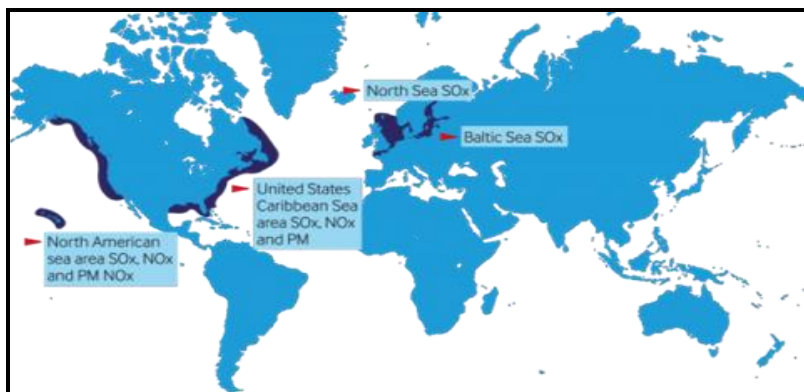 North Sea SOx
Baltic Sea SOx
United States
Caribbean Sea
area SOx, NOx
and PM
North American
sea area SOx, NOx
and PM NOx